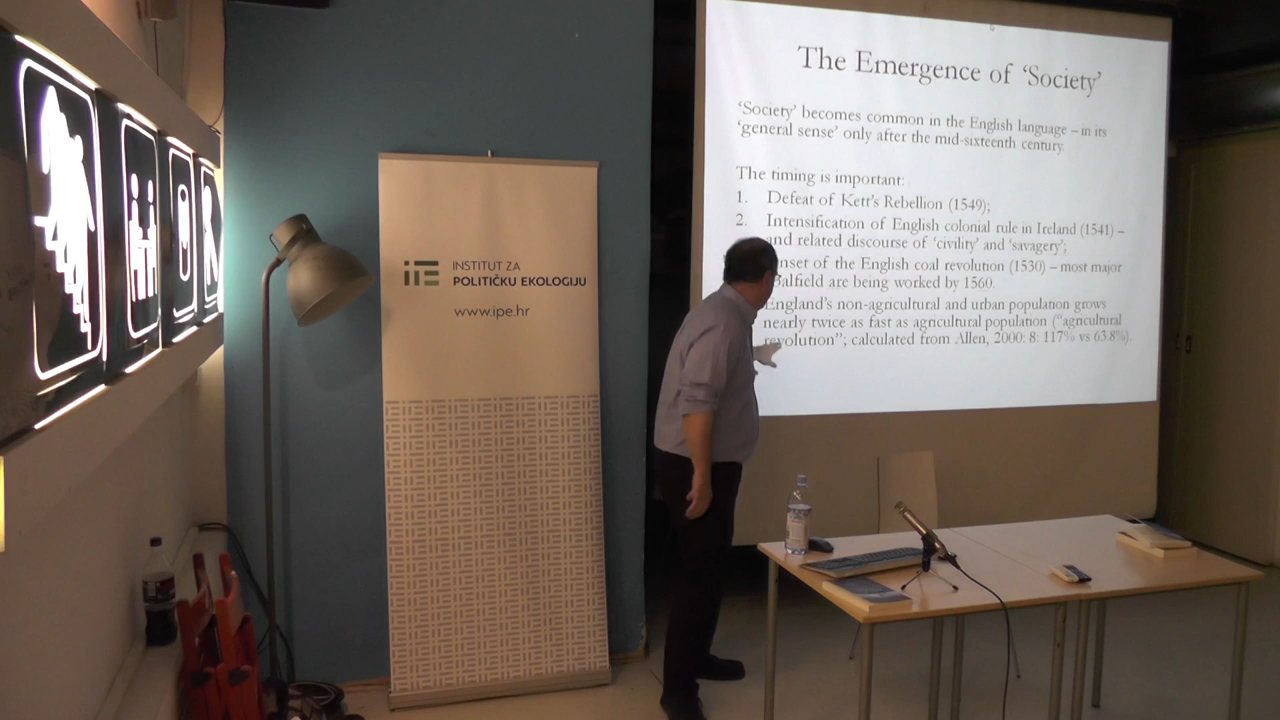 The Emergence of ‘Society’
‘Society’ becomes common in the English language – in its
‘general sense’ only after the mid-sixteenth century.
The timing is important:
1. Defeat of Kett’s Rebellion (1549);
2. Intensification of English colonial rule in Ireland (1541) –
and related discourse of ‘civility’ and ‘savagery’;
of the English coal revolution (1530) – most major
are being worked by 1560.
England’s non-agricultural and urban population grows
nearly twice as fast as agricultural population (“agricultural
revolution”; calculated from Allen, 2000: 8: 117% vs 63.8%).
INSTITUT ZA
POLITIČKU EKOLOGIJU
www.ipe.hr